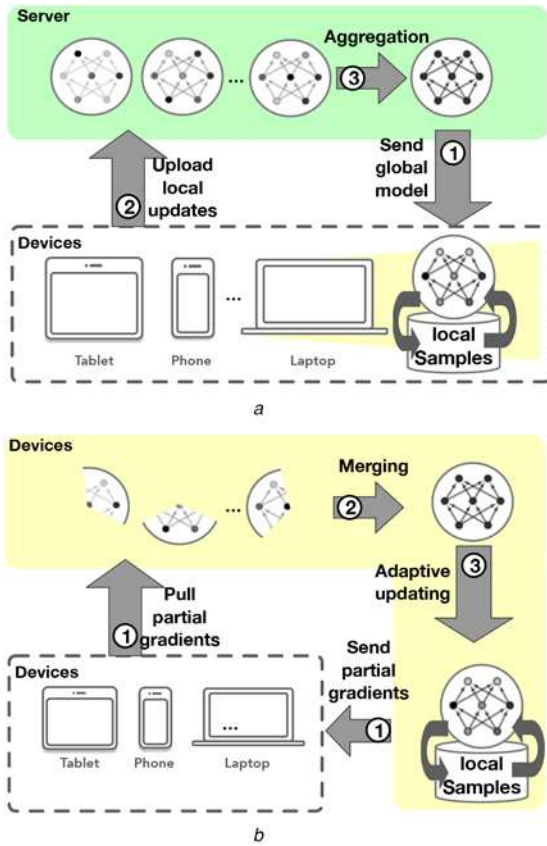 Server
Aggregation
...
③
Send
global
model
①
Upload
local
updates
②
Devices
...
Tablet
Phone
Laptop
local
Samples
a
Devices
Merging
...
②
Adaptive
updating
③
Pull
partial
gradients
①
Send
partial
gradients
①
Devices
...
Tablet
Phone
Laptop
local
Samples
b